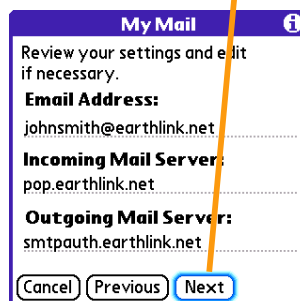 My Mail i
Review your settings and edit
if necessary.
Email Address:
johnsmith@earthlink.net
Incoming Mail Server:
pop.earthlink.net
Outgoing Mail Server:
smtpauth.earthlink.net
Cancel Previous Next